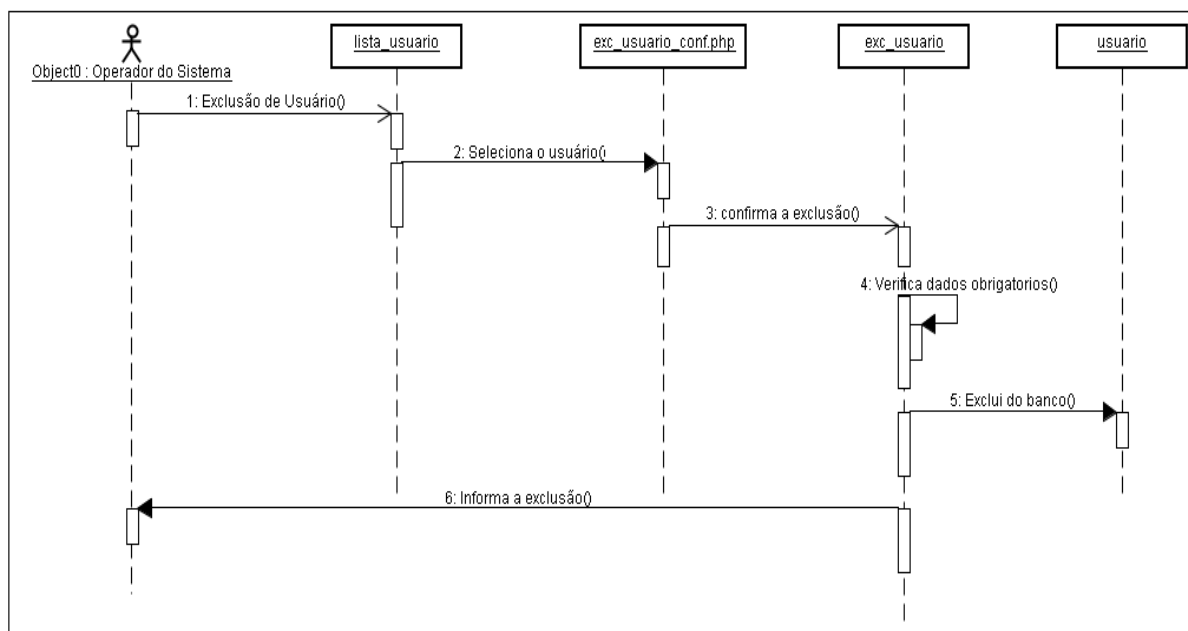 lista_usuario
exc_usuario_conf.php
exc_usuario
usuario
Object0 : Operador do Sistema
1: Exclusão de Usuário()
2: Seleciona o usuário()
3: confirma a exclusão()
4: Verifica dados obrigatorios()
5: Exclui do banco()
6: Informa a exclusão()